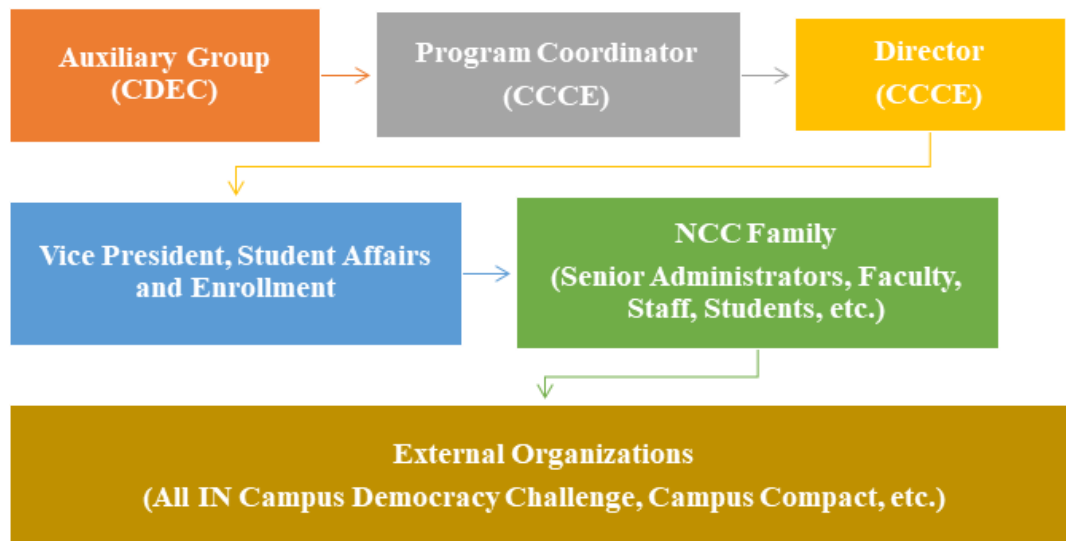 Auxiliary Group
(CDEC)
Program Coordinator
(CCCE)
Director
(CCCE)
Vice President, Student Affairs
and Enrollment
NCC Family
(Senior Administrators, Faculty,
Staff, Students, etc.)
External Organizations
(All IN Campus Democracy Challenge, Campus Compact, etc.)